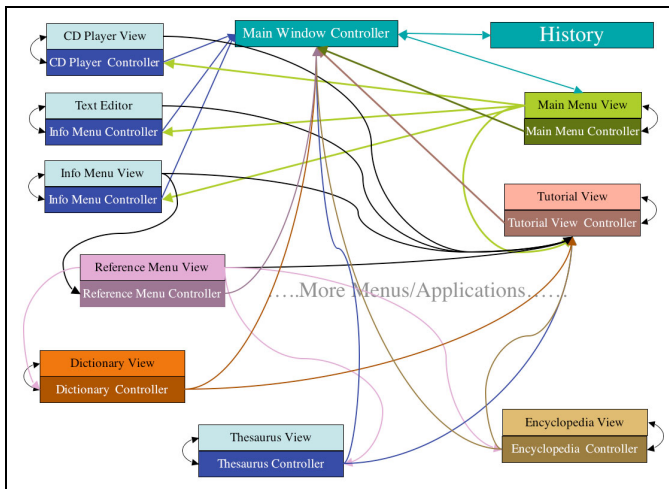 CD Player View
CD Player Controller
Main Window Controller
History
Text Editor
Info Menu Controller
Main Menu View
Main Menu Controller
Info Menu View
Info Menu Controller
Tutorial View
Tutorial View Controller
Reference Menu View
Reference Menu Controller
.....More Menus/Applications......
Dictionary View
Dictionary Controller
Thesaurus View
Thesaurus Controller
Encyclopedia View
Encyclopedia Controller